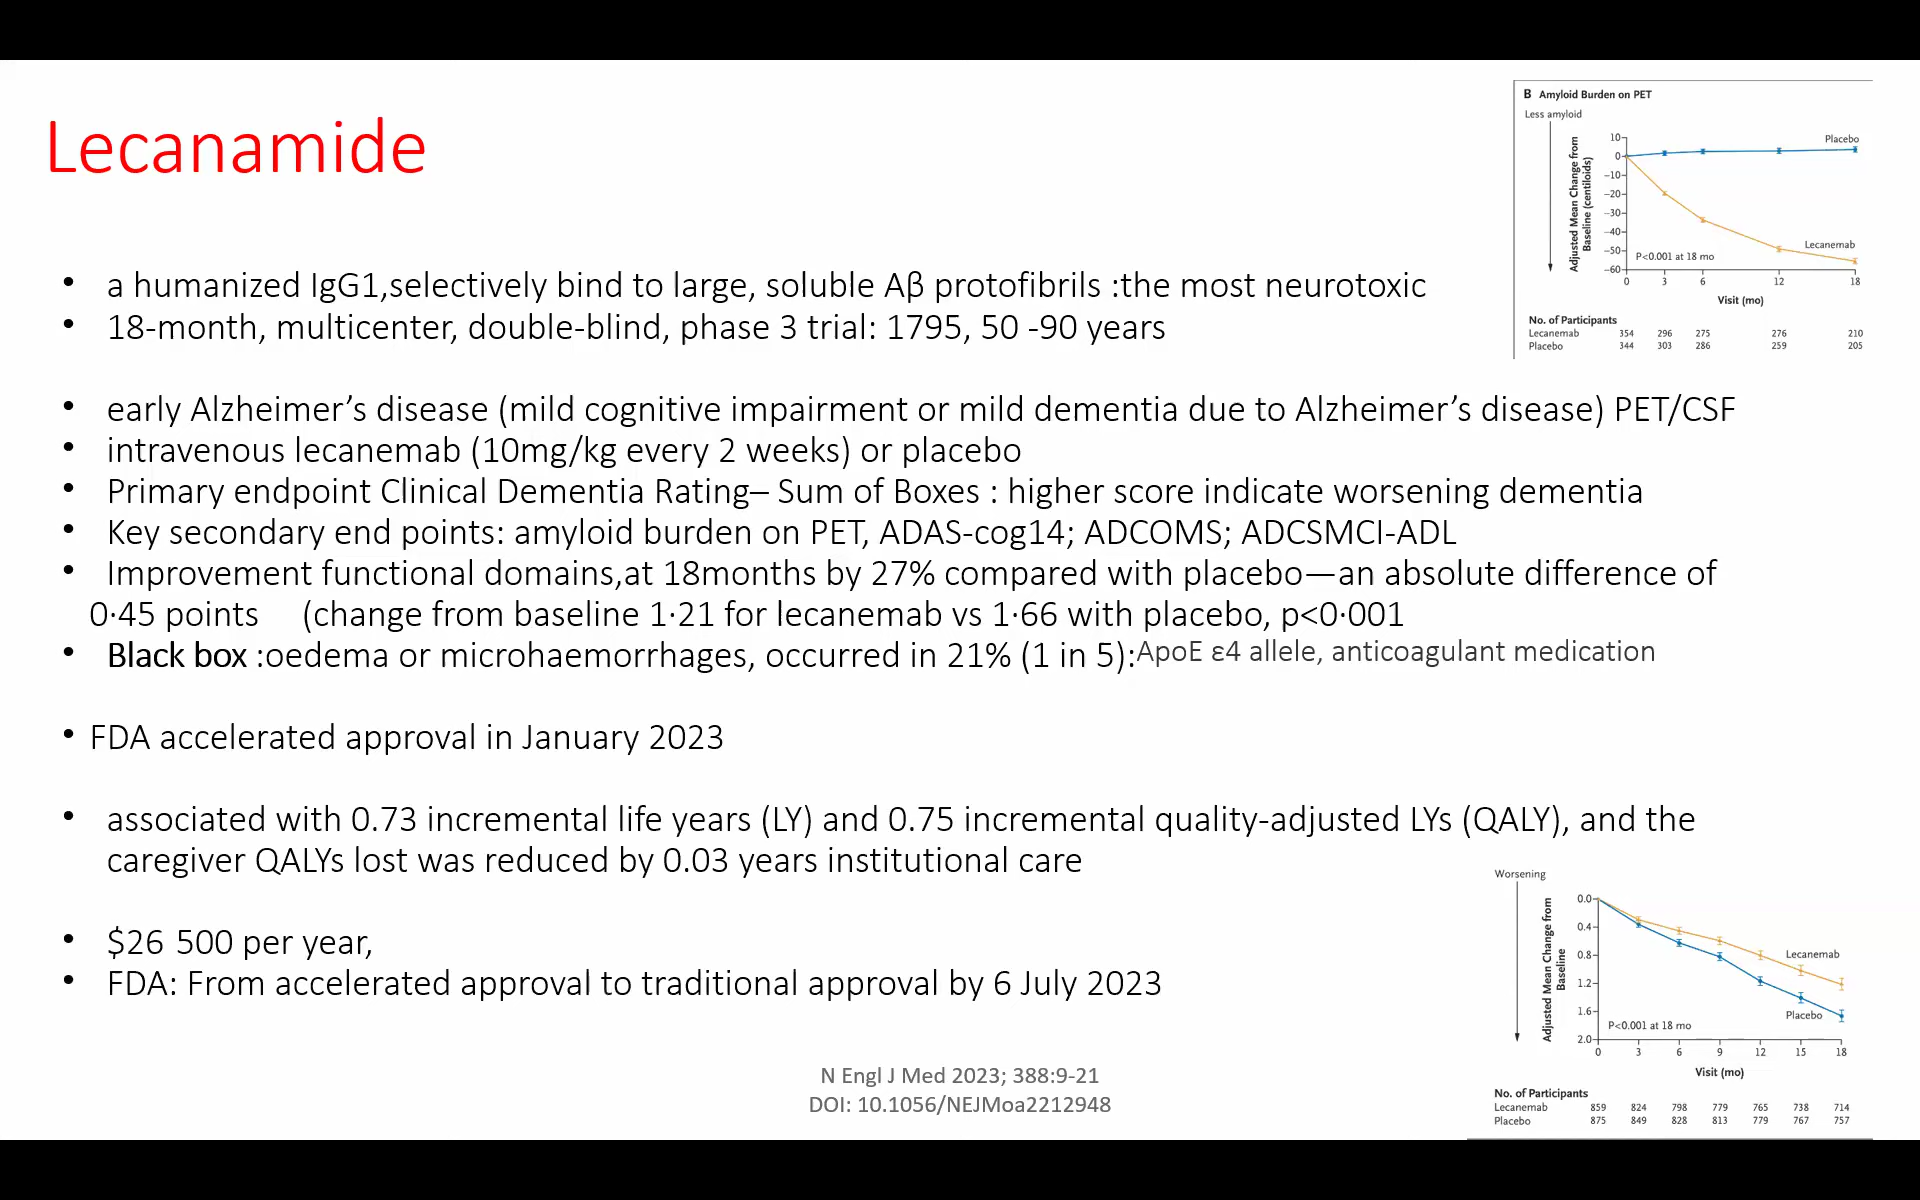 Lecanamide
• a humanized IgG1,selectively bind to large, soluble Aβ protofibrils :the most neurotoxic
• 18-month, multicenter, double-blind, phase 3 trial: 1795, 50 -90 years
• early Alzheimer’s disease (mild cognitive impairment or mild dementia due to Alzheimer’s disease) PET/CSF
• intravenous lecanemab (10mg/kg every 2 weeks) or placebo
• Primary endpoint Clinical Dementia Rating– Sum of Boxes : higher score indicate worsening dementia
• Key secondary end points: amyloid burden on PET, ADAS-cog14; ADCOMS; ADCSMCI-ADL
• Improvement functional domains,at 18months by 27% compared with placebo—an absolute difference of
0·45 points (change from baseline 1·21 for lecanemab vs 1·66 with placebo, p<0·001
• Black box :oedema or microhaemorrhages, occurred in 21% (1 in 5):ApoE ε4 allele, anticoagulant medication
• FDA accelerated approval in January 2023
• associated with 0.73 incremental life years (LY) and 0.75 incremental quality-adjusted LYs (QALY), and the
caregiver QALYs lost was reduced by 0.03 years institutional care
• $26 500 per year,
• FDA: From accelerated approval to traditional approval by 6 July 2023
N Engl J Med 2023; 388:9-21
DOI: 10.1056/NEJMoa2212948
B Amyloid Burden on PET
Less amyloid
Adjusted Mean Change from
Baseline (centiloids)
10
0
−10
−20
−30
−40
−50
−60
Placebo
Lecanemab
P<0.001 at 18 mo
0 3 6 12 18
Visit (mo)
No. of Participants
Lecanemab 354 296 275 276 210
Placebo 344 303 286 259 205
Worsening
Adjusted Mean Change from
Baseline
0.0
0.4
0.8
1.2
1.6
2.0
Lecanemab
Placebo
P<0.001 at 18 mo
0 3 6 9 12 15 18
Visit (mo)
No. of Participants
Lecanemab 859 824 798 779 765 738 714
Placebo 875 849 828 813 779 767 757